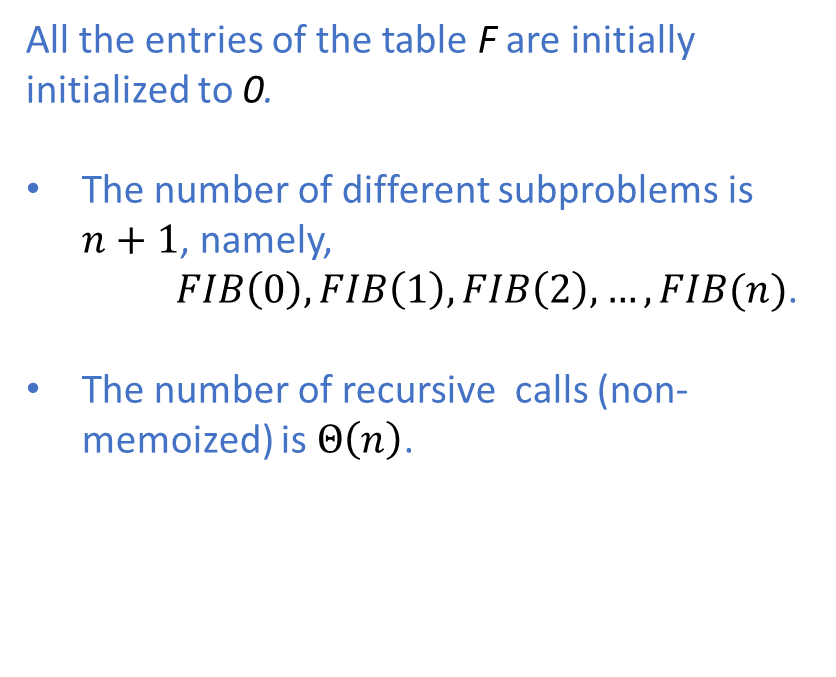 All the entries of the table F are initially
initialized to 0.
• The number of different subproblems is
n + 1, namely,
FIB(0), FIB(1), FIB(2), … , FIB(n).
• The number of recursive calls (non-
memoized) is Θ(n).